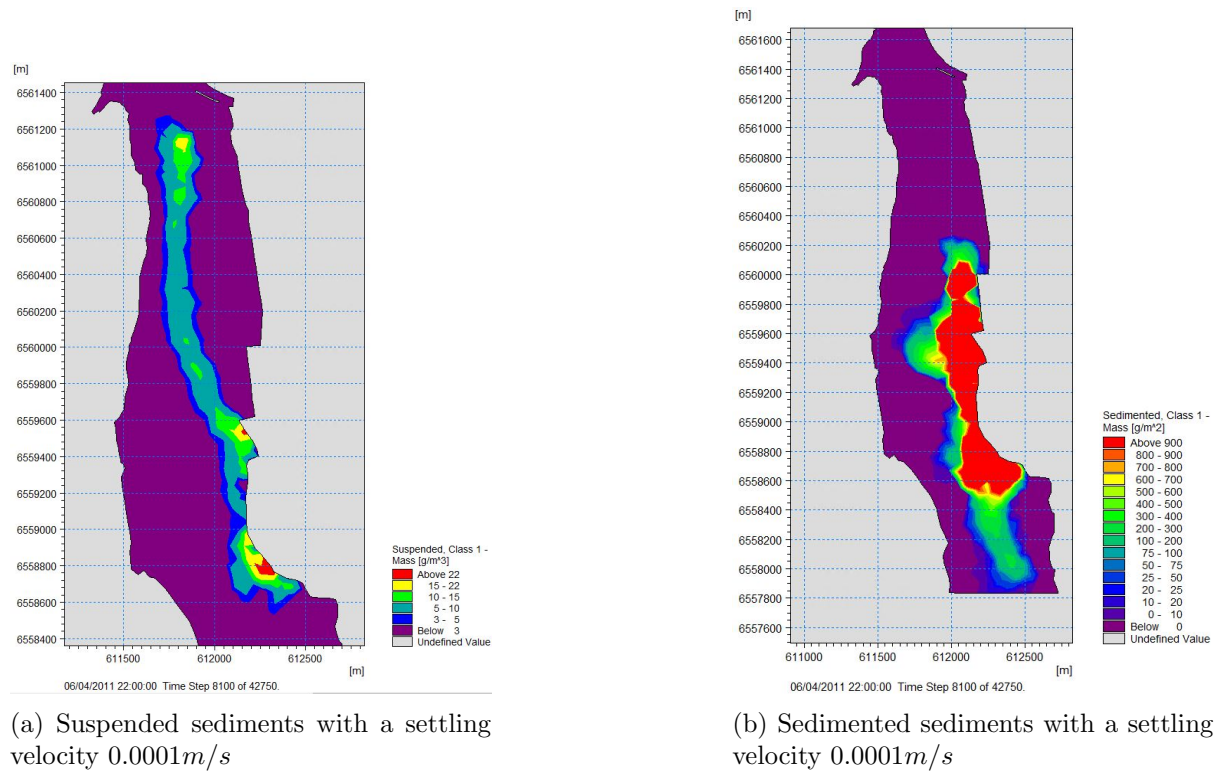 [m]
6561400
6561200
6561000
6560800
6560600
6560400
6560200
6560000
6559800
6559600
6559400
6559200
6559000
6558800
6558600
6558400
611500 612000 612500
[m]
06/04/2011 22:00:00 Time Step 8100 of 42750.
Suspended, Class 1 -
Mass [g/m^3]
Above 22
15 - 22
10 - 15
5 - 10
3 - 5
Below 3
Undefined Value
(a) Suspended sediments with a settling
velocity 0.0001m/s
[m]
6561600
6561400
6561200
6561000
6560800
6560600
6560400
6560200
6560000
6559800
6559600
6559400
6559200
6559000
6558800
6558600
6558400
6558200
6558000
6557800
6557600
611000 611500 612000 612500
[m]
06/04/2011 22:00:00 Time Step 8100 of 42750.
Sedimented, Class 1 -
Mass [g/m^2]
Above 900
800 - 900
700 - 800
600 - 700
500 - 600
400 - 500
300 - 400
200 - 300
100 - 200
75 - 100
50 - 75
25 - 50
20 - 25
10 - 20
0 - 10
Below 0
Undefined Value
(b) Sedimented sediments with a settling
velocity 0.0001m/s